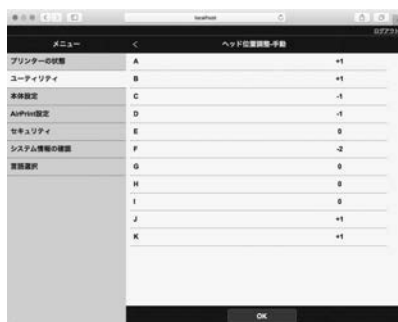 localhost
ログアウト
メニュー
ヘッド位置調整-手動
プリンターの状態
ユーティリティ
本体設定
AirPrint設定
セキュリティ
システム情報の確認
言語選択
A +1
B +1
C -1
D -1
E 0
F -2
G 0
H 0
I 0
J +1
K +1
OK